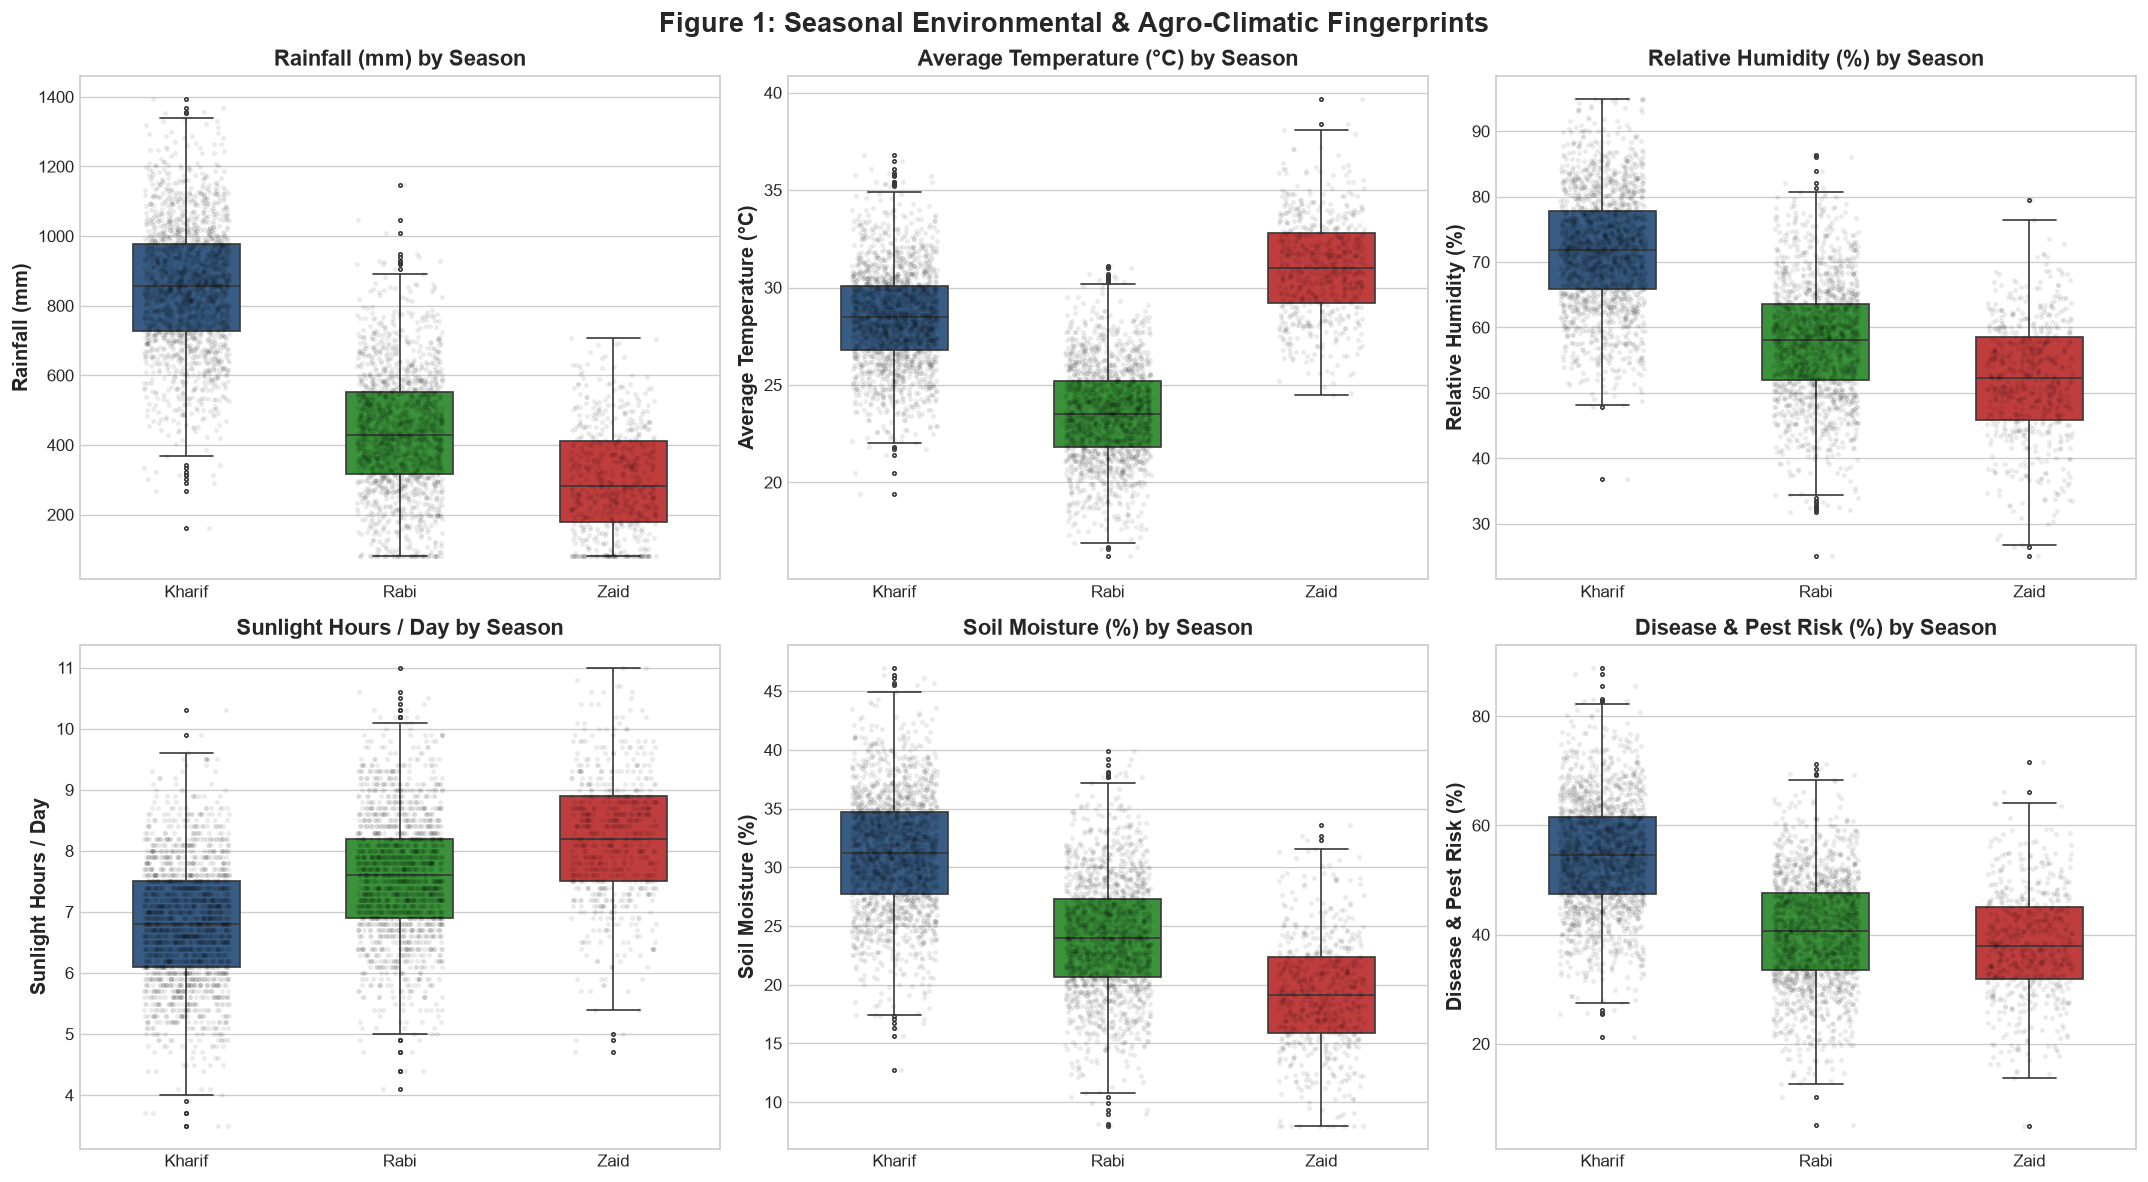 Figure 1: Seasonal Environmental & Agro-Climatic Fingerprints
Rainfall (mm) by Season
Rainfall (mm)
1400
1200
1000
800
600
400
200
Kharif Rabi Zaid
Average Temperature (°C) by Season
Average Temperature (°C)
40
35
30
25
20
Kharif Rabi Zaid
Relative Humidity (%) by Season
Relative Humidity (%)
90
80
70
60
50
40
30
Kharif Rabi Zaid
Sunlight Hours / Day by Season
Sunlight Hours / Day
11
10
9
8
7
6
5
4
Kharif Rabi Zaid
Soil Moisture (%) by Season
Soil Moisture (%)
45
40
35
30
25
20
15
10
Kharif Rabi Zaid
Disease & Pest Risk (%) by Season
Disease & Pest Risk (%)
80
60
40
20
Kharif Rabi Zaid